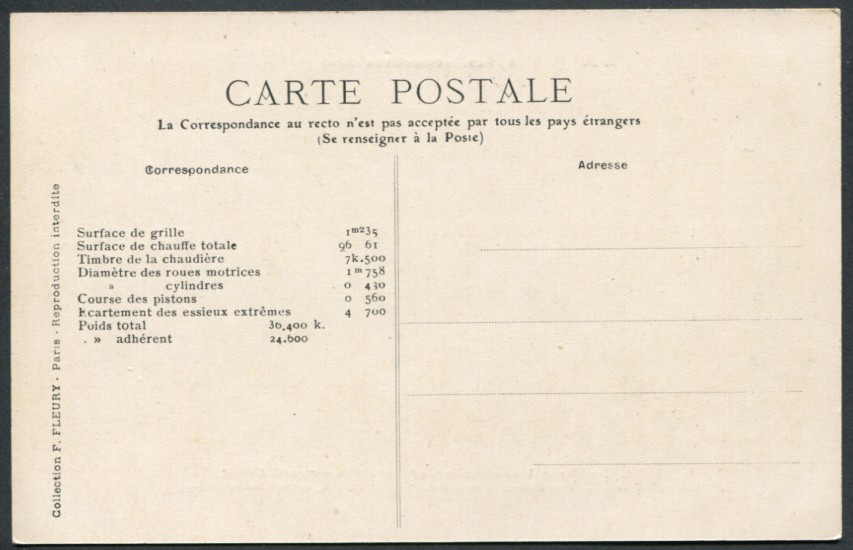 CARTE POSTALE
La Correspondance au recto n'est pas acceptée par tous les pays étrangers
(Se renseigner à la Poste)
Correspondance
Adresse
Surface de grille 1m²35
Surface de chauffe totale 96 61
Timbre de la chaudière 7k.500
Diamètre des roues motrices 1m758
» cylindres 0 430
Course des pistons 0 560
Ecartement des essieux extrêmes 4 700
Poids total 36.400 k.
» adhérent 24.600
Collection F. FLEURY - Paris - Reproduction interdite